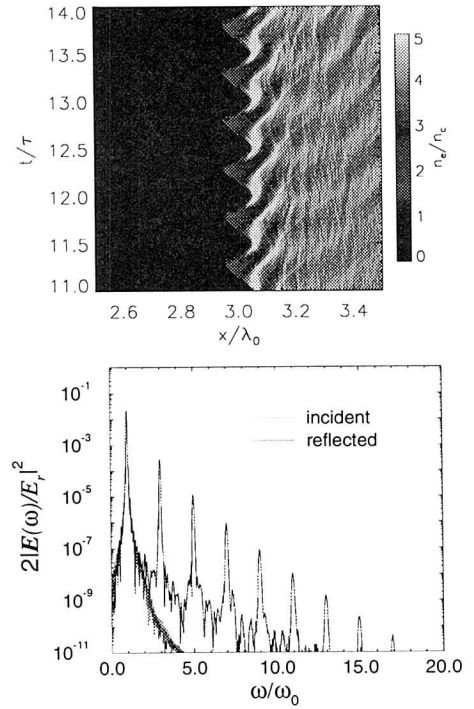 14.0
13.5
13.0
12.5
12.0
11.5
11.0
t/τ
2.6 2.8 3.0 3.2 3.4
x/λ₀
5
4
3
2
1
0
nₑ/n_c
10⁻¹
10⁻³
10⁻⁵
10⁻⁷
10⁻⁹
10⁻¹¹
2|E(ω)/Eᵣ|²
incident
reflected
0.0 5.0 10.0 15.0 20.0
ω/ω₀